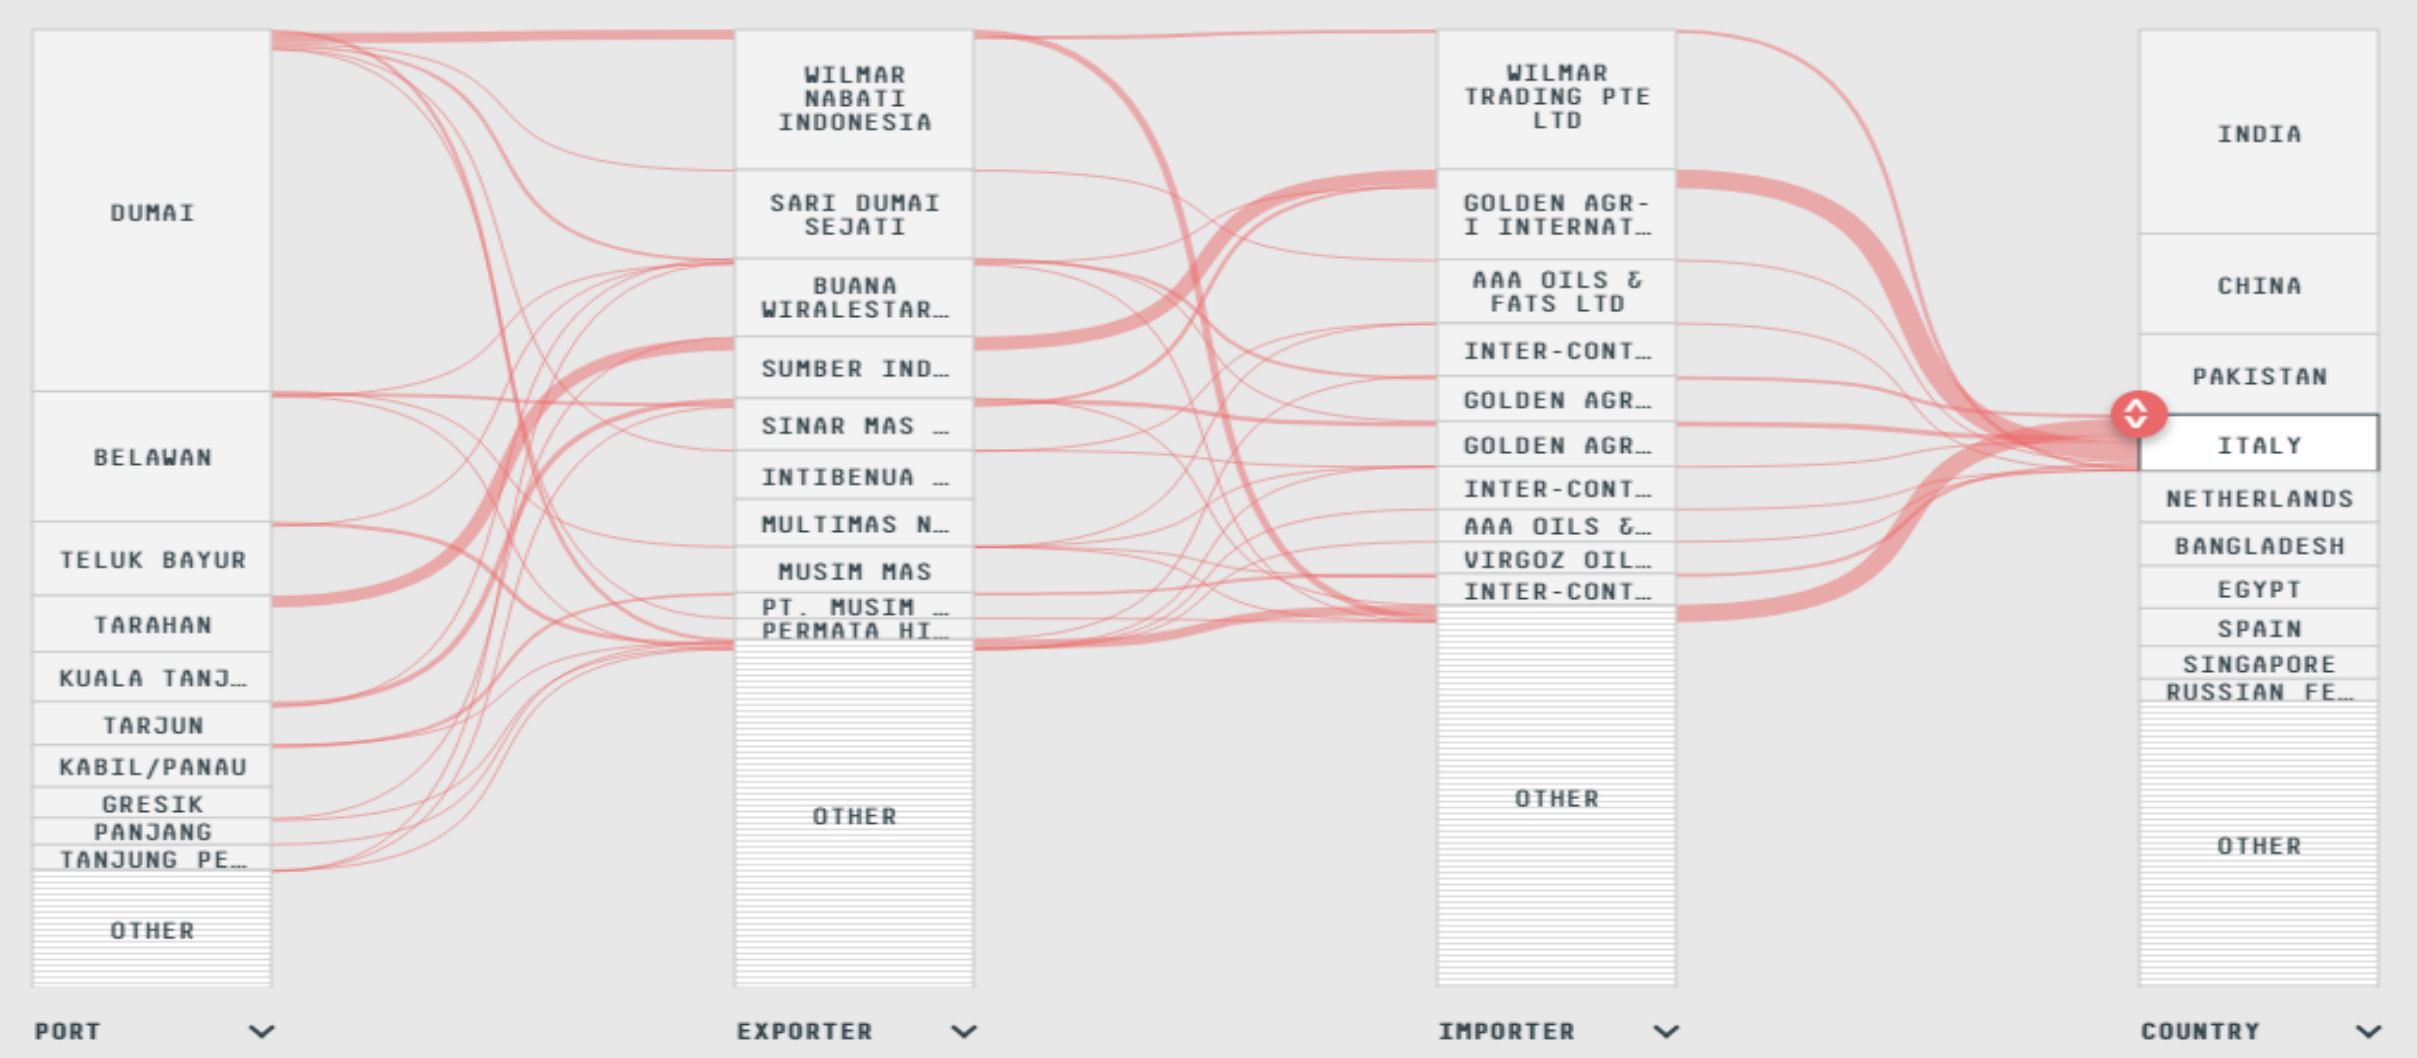 DUMAI
BELAWAN
TELUK BAYUR
TARAHAN
KUALA TANJ…
TARJUN
KABIL/PANAU
GRESIK
PANJANG
TANJUNG PE…
OTHER
PORT
WILMAR
NABATI
INDONESIA
SARI DUMAI
SEJATI
BUANA
WIRALESTAR…
SUMBER IND…
SINAR MAS …
INTIBENUA …
MULTIMAS N…
MUSIM MAS
PT. MUSIM …
PERMATA HI…
OTHER
EXPORTER
WILMAR
TRADING PTE
LTD
GOLDEN AGR-
I INTERNAT…
AAA OILS &
FATS LTD
INTER-CONT…
GOLDEN AGR…
GOLDEN AGR…
INTER-CONT…
AAA OILS &…
VIRGOZ OIL…
INTER-CONT…
OTHER
IMPORTER
INDIA
CHINA
PAKISTAN
ITALY
NETHERLANDS
BANGLADESH
EGYPT
SPAIN
SINGAPORE
RUSSIAN FE…
OTHER
COUNTRY